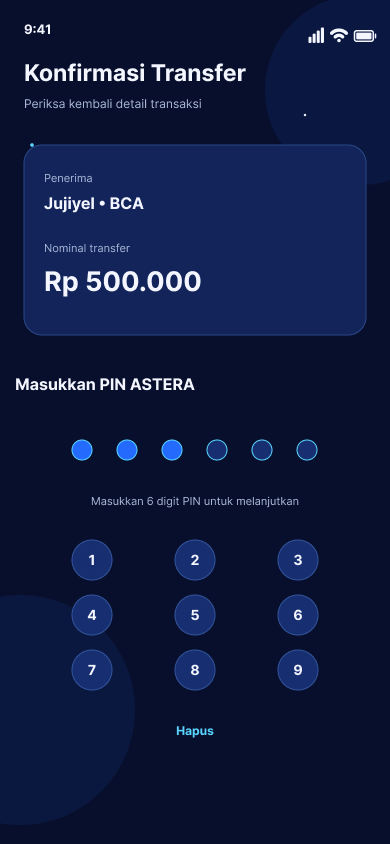 9:41
Konfirmasi Transfer
Periksa kembali detail transaksi
Penerima
Jujiyel • BCA
Nominal transfer
Rp 500.000
Masukkan PIN ASTERA
Masukkan 6 digit PIN untuk melanjutkan
1 2 3
4 5 6
7 8 9
Hapus